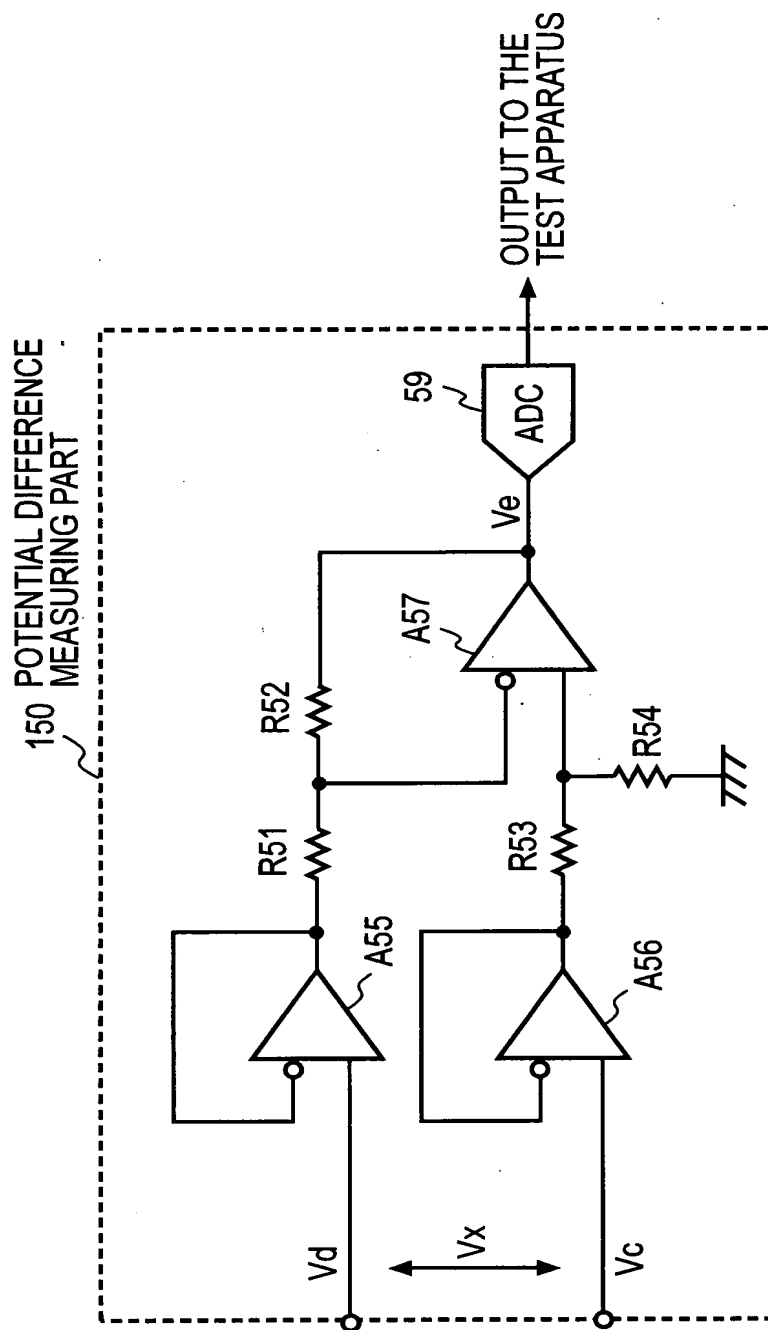 150 POTENTIAL DIFFERENCE
MEASURING PART
R52
59
R51
A57
Ve
ADC
OUTPUT TO THE
TEST APPARATUS
Vd
A55
Vx
R53
R54
Vc
A56